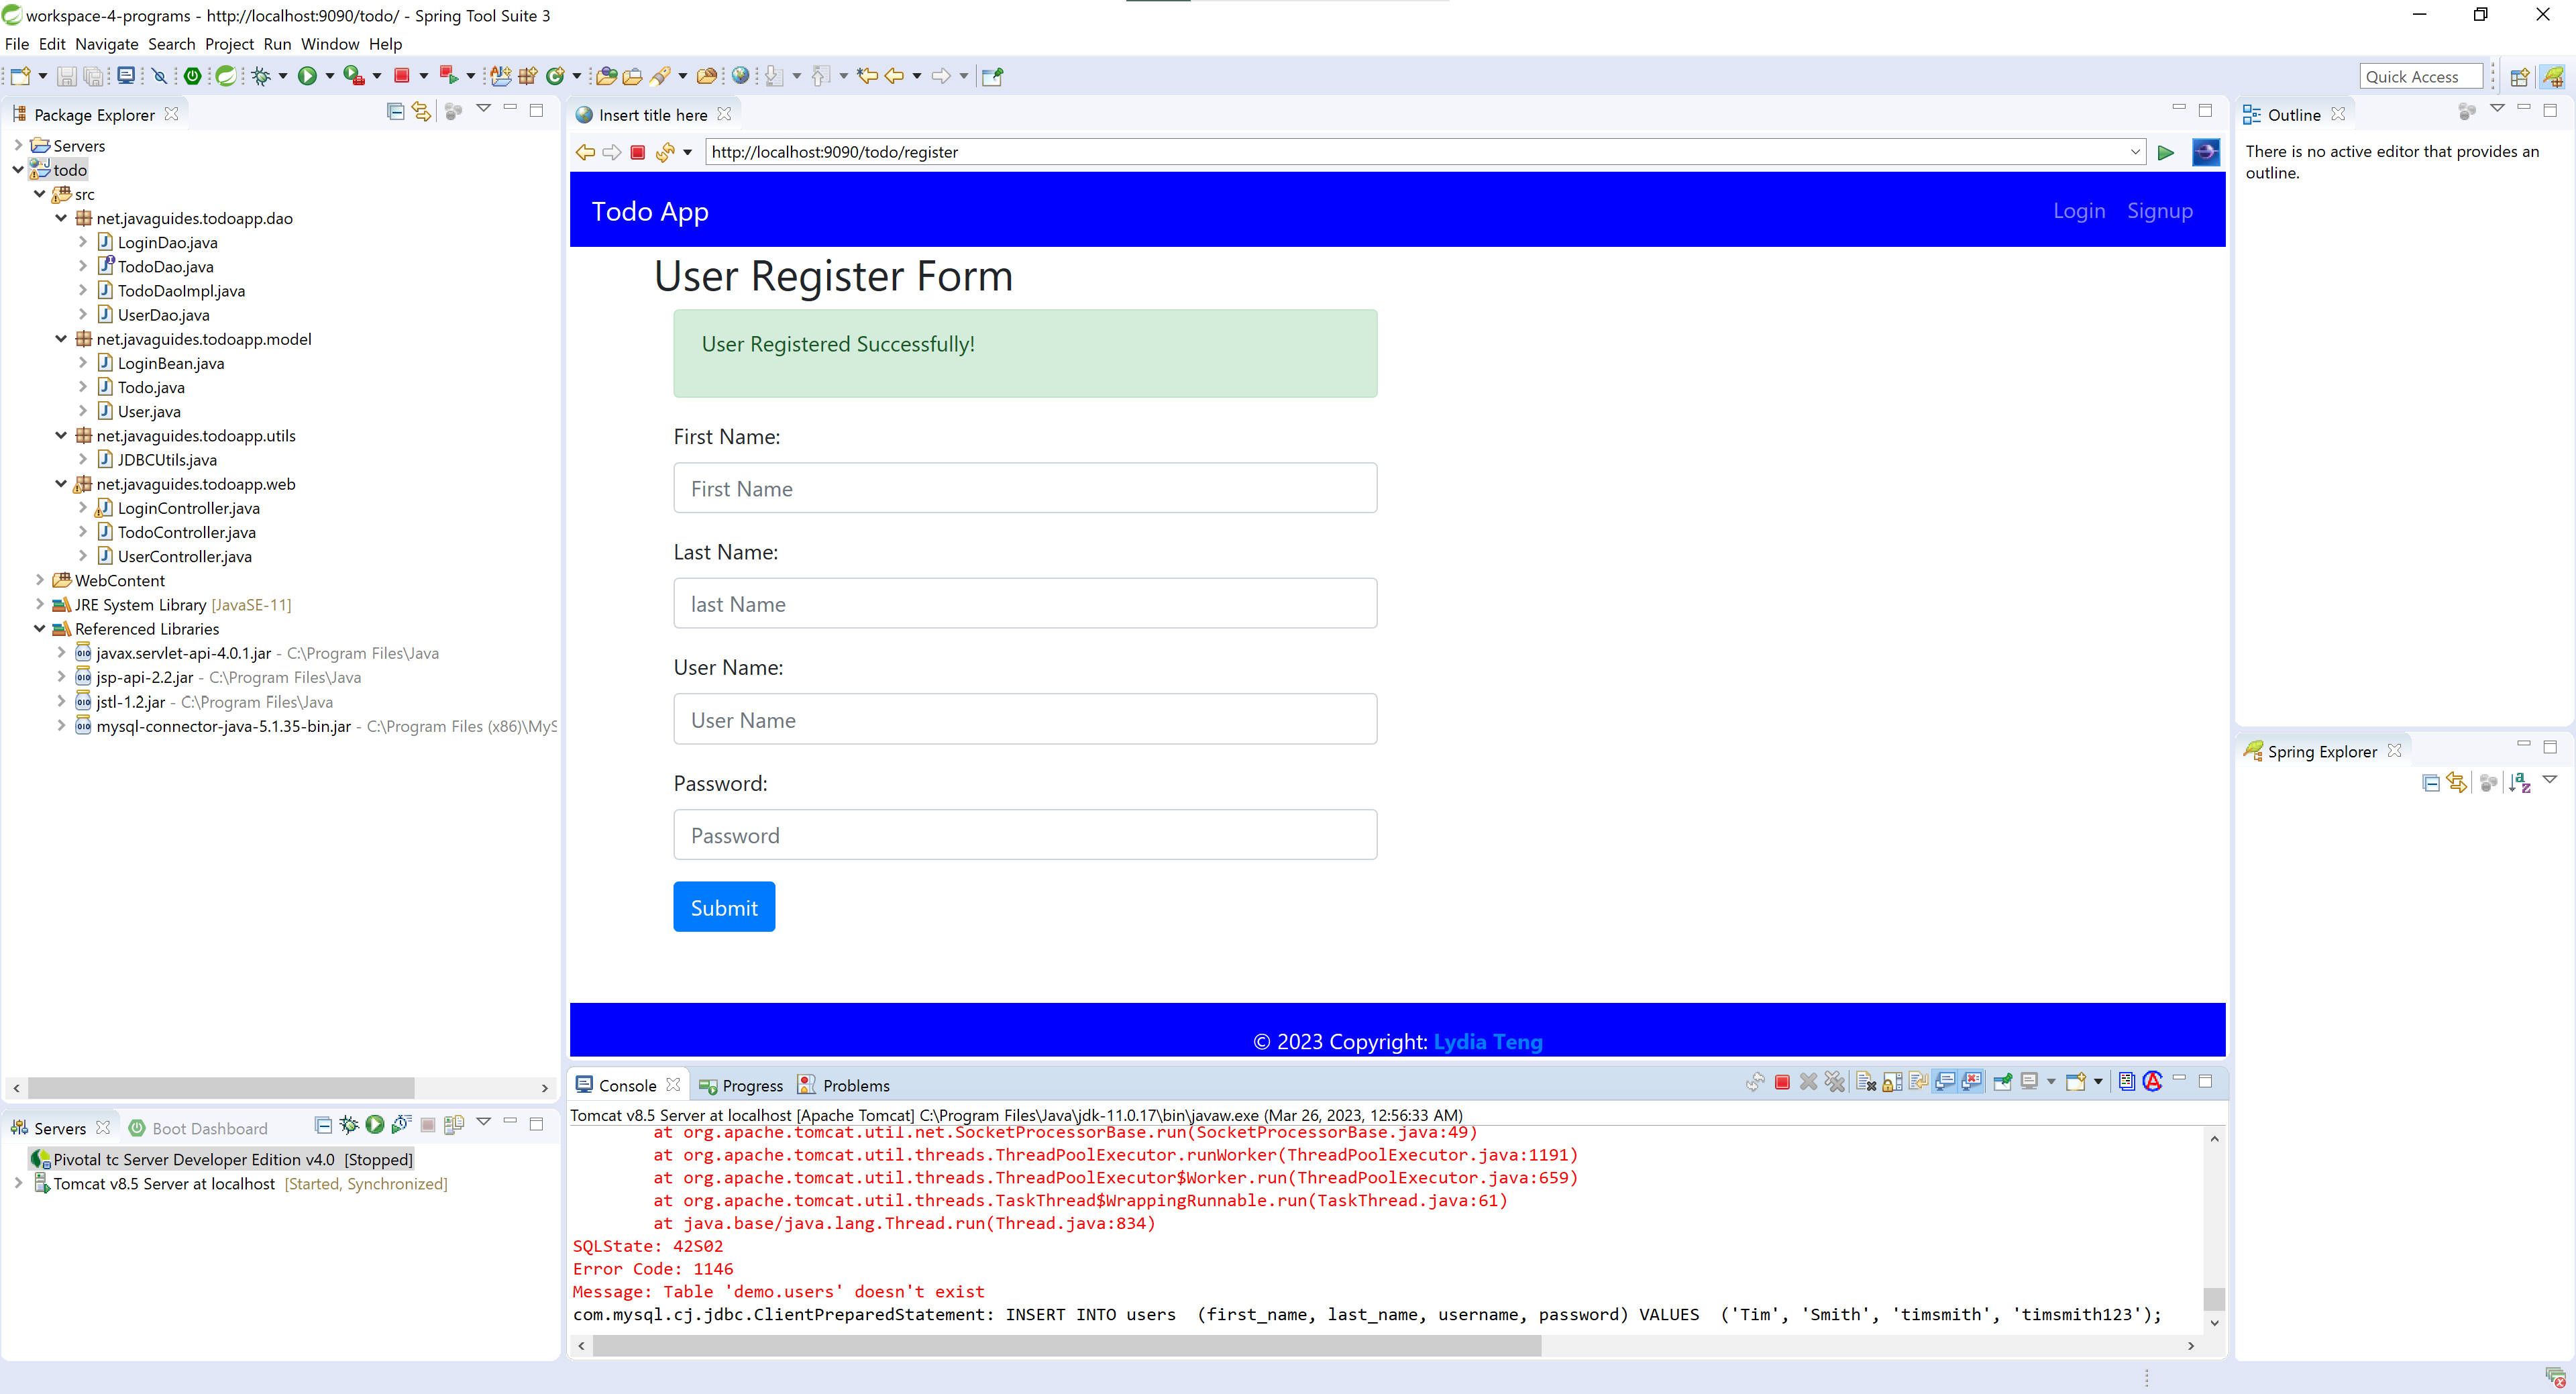 workspace-4-programs - http://localhost:9090/todo/ - Spring Tool Suite 3
File Edit Navigate Search Project Run Window Help
Quick Access
Package Explorer
Servers
todo
src
net.javaguides.todoapp.dao
LoginDao.java
TodoDao.java
TodoDaoImpl.java
UserDao.java
net.javaguides.todoapp.model
LoginBean.java
Todo.java
User.java
net.javaguides.todoapp.utils
JDBCUtils.java
net.javaguides.todoapp.web
LoginController.java
TodoController.java
UserController.java
WebContent
JRE System Library [JavaSE-11]
Referenced Libraries
javax.servlet-api-4.0.1.jar - C:\Program Files\Java
jsp-api-2.2.jar - C:\Program Files\Java
jstl-1.2.jar - C:\Program Files\Java
mysql-connector-java-5.1.35-bin.jar - C:\Program Files (x86)\MyS
Servers
Boot Dashboard
Pivotal tc Server Developer Edition v4.0 [Stopped]
Tomcat v8.5 Server at localhost [Started, Synchronized]
Insert title here
http://localhost:9090/todo/register
Todo App
Login Signup
User Register Form
User Registered Successfully!
First Name:
First Name
Last Name:
last Name
User Name:
User Name
Password:
Password
Submit
© 2023 Copyright: Lydia Teng
Console
Progress
Problems
Tomcat v8.5 Server at localhost [Apache Tomcat] C:\Program Files\Java\jdk-11.0.17\bin\javaw.exe (Mar 26, 2023, 12:56:33 AM)
at org.apache.tomcat.util.net.SocketProcessorBase.run(SocketProcessorBase.java:49)
at org.apache.tomcat.util.threads.ThreadPoolExecutor.runWorker(ThreadPoolExecutor.java:1191)
at org.apache.tomcat.util.threads.ThreadPoolExecutor$Worker.run(ThreadPoolExecutor.java:659)
at org.apache.tomcat.util.threads.TaskThread$WrappingRunnable.run(TaskThread.java:61)
at java.base/java.lang.Thread.run(Thread.java:834)
SQLState: 42S02
Error Code: 1146
Message: Table 'demo.users' doesn't exist
com.mysql.cj.jdbc.ClientPreparedStatement: INSERT INTO users  (first_name, last_name, username, password) VALUES  ('Tim', 'Smith', 'timsmith', 'timsmith123');
Outline
There is no active editor that provides an
outline.
Spring Explorer